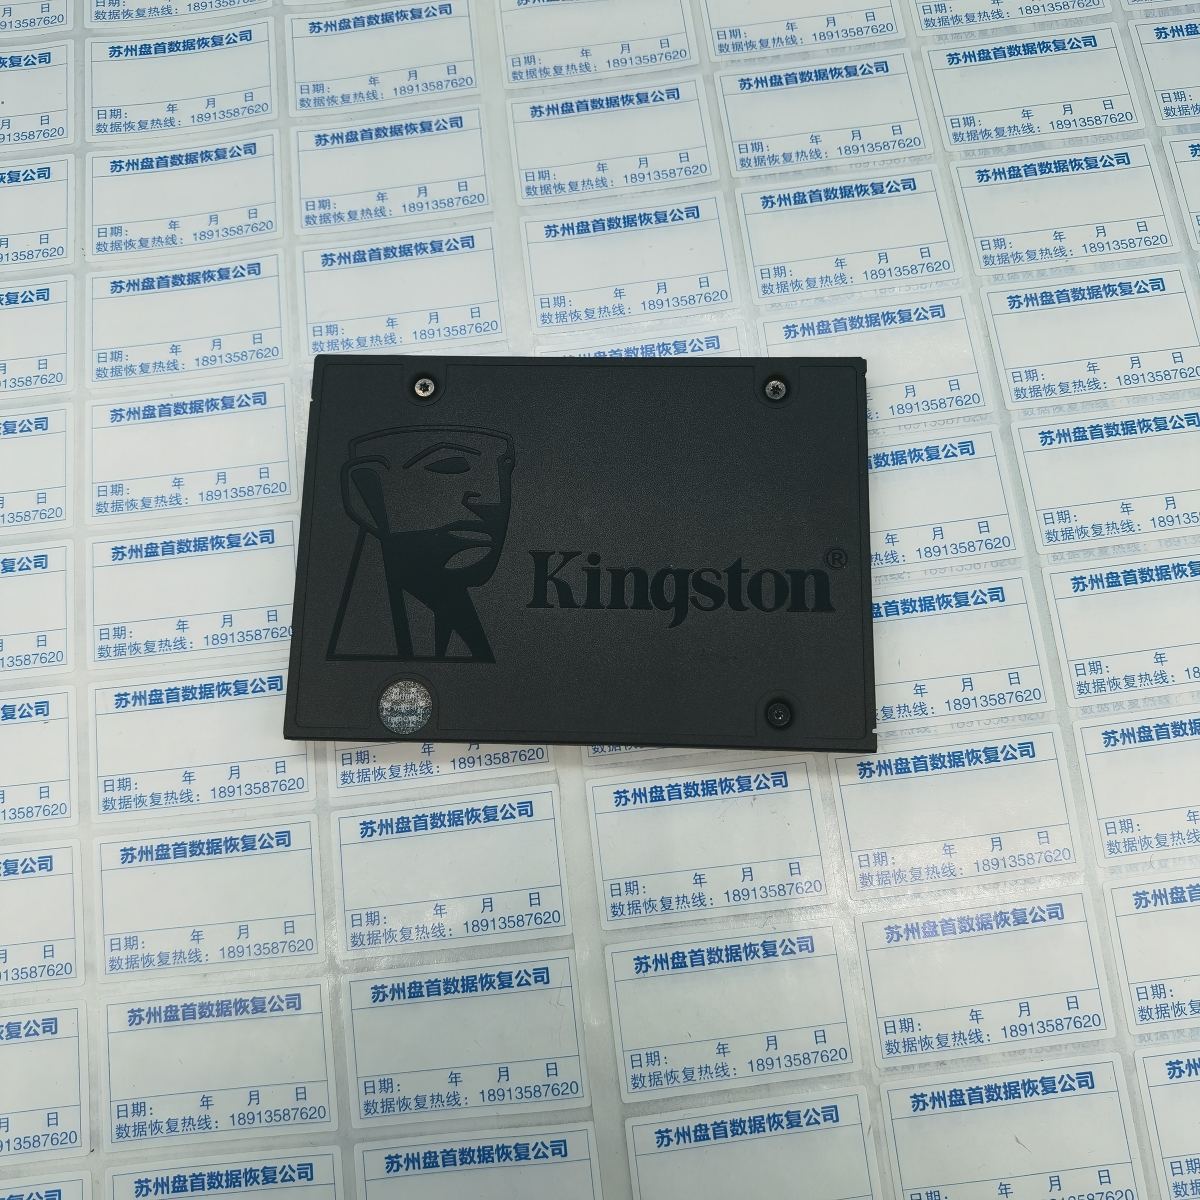 苏州盘首数据恢复公司
日期: 年 月 日
数据恢复热线: 18913587620
Kingston®
removed